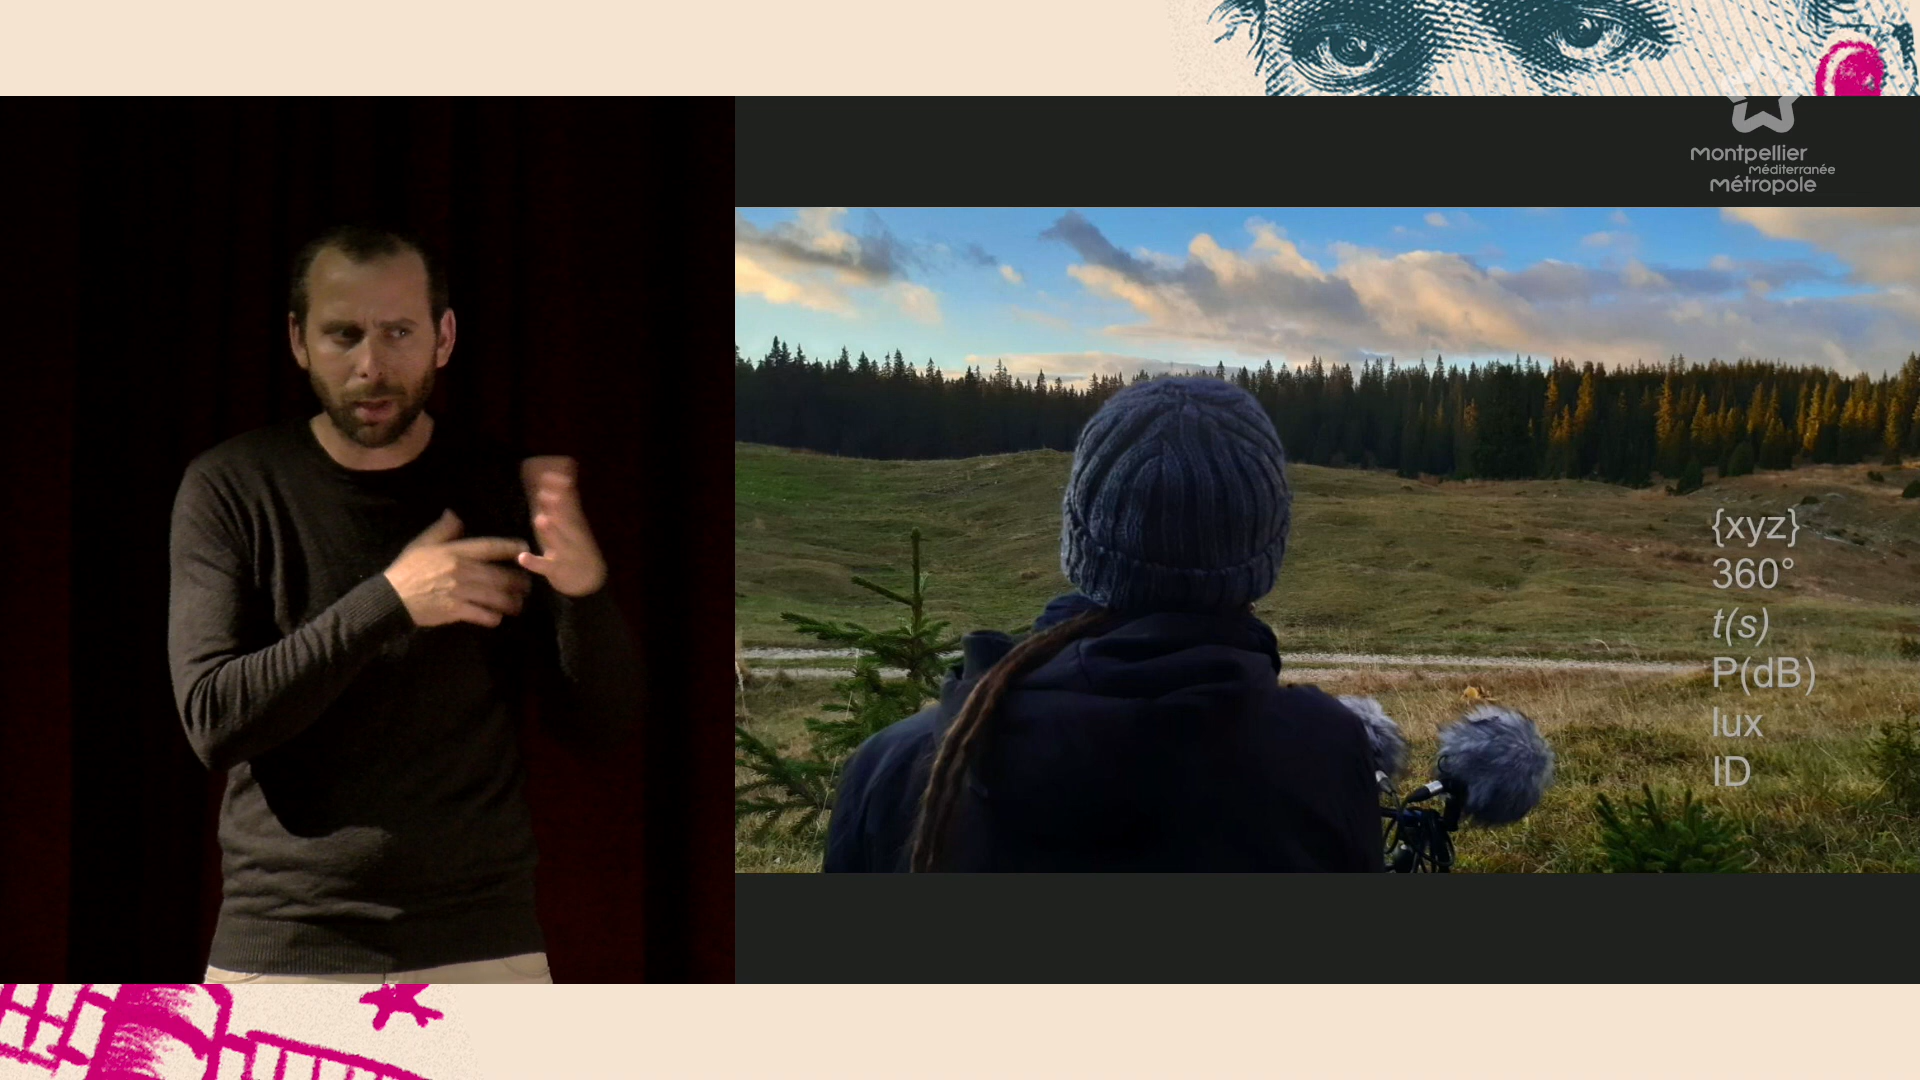 montpellier
méditerranée
métropole
{xyz}
360°
t(s)
P(dB)
lux
ID